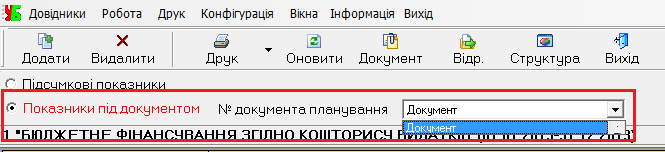 Довідники Робота Друк Конфігурація Вікна Інформація Вихід
Додати Видалити Друк Оновити Документ Відр. Структура Вихід
Підсумкові показники
Показники під документом № документа планування Документ
Документ
1 "БЮДЖЕТНЕ ФІНАНСУВАННЯ ЗГІДНО КОШТОРИСУ ВИДАТКІВ